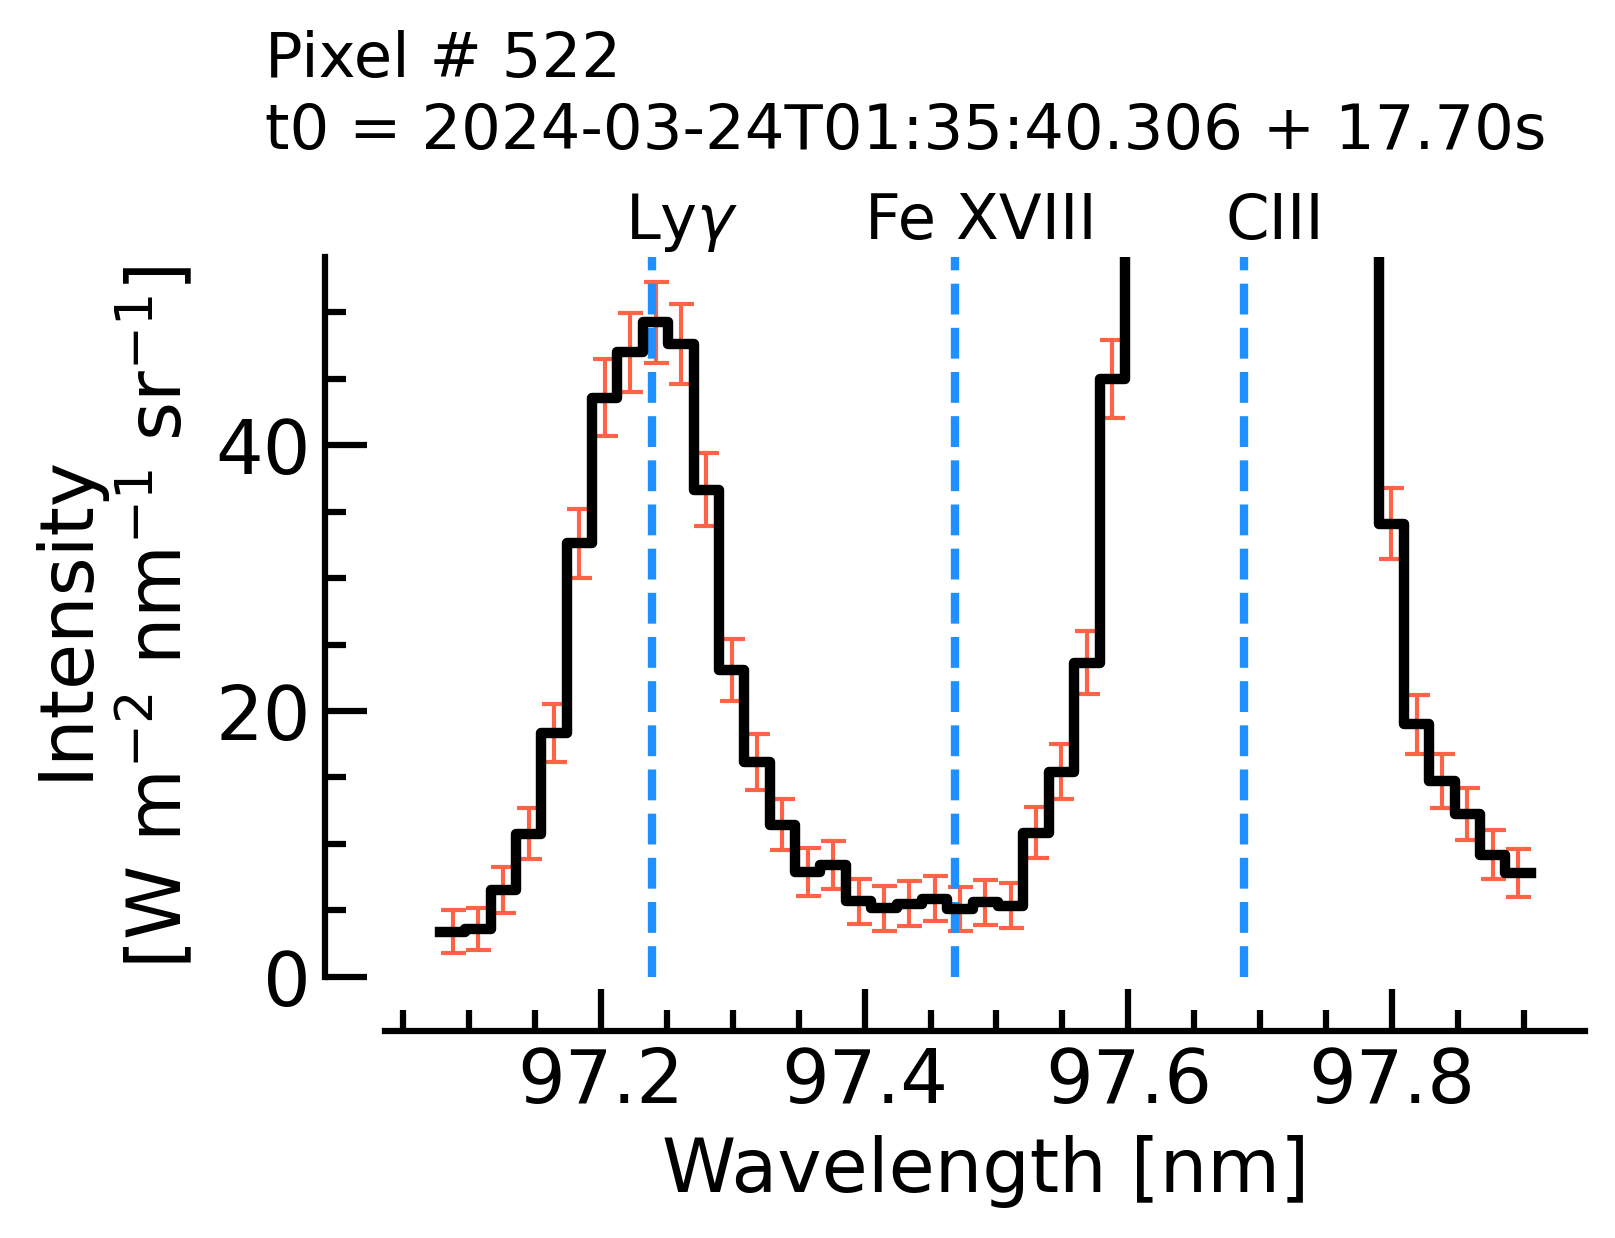 Pixel # 522
t0 = 2024-03-24T01:35:40.306 + 17.70s
Lyγ Fe XVIII CIII
Intensity
[W m⁻² nm⁻¹ sr⁻¹]
40
20
0
97.2 97.4 97.6 97.8
Wavelength [nm]